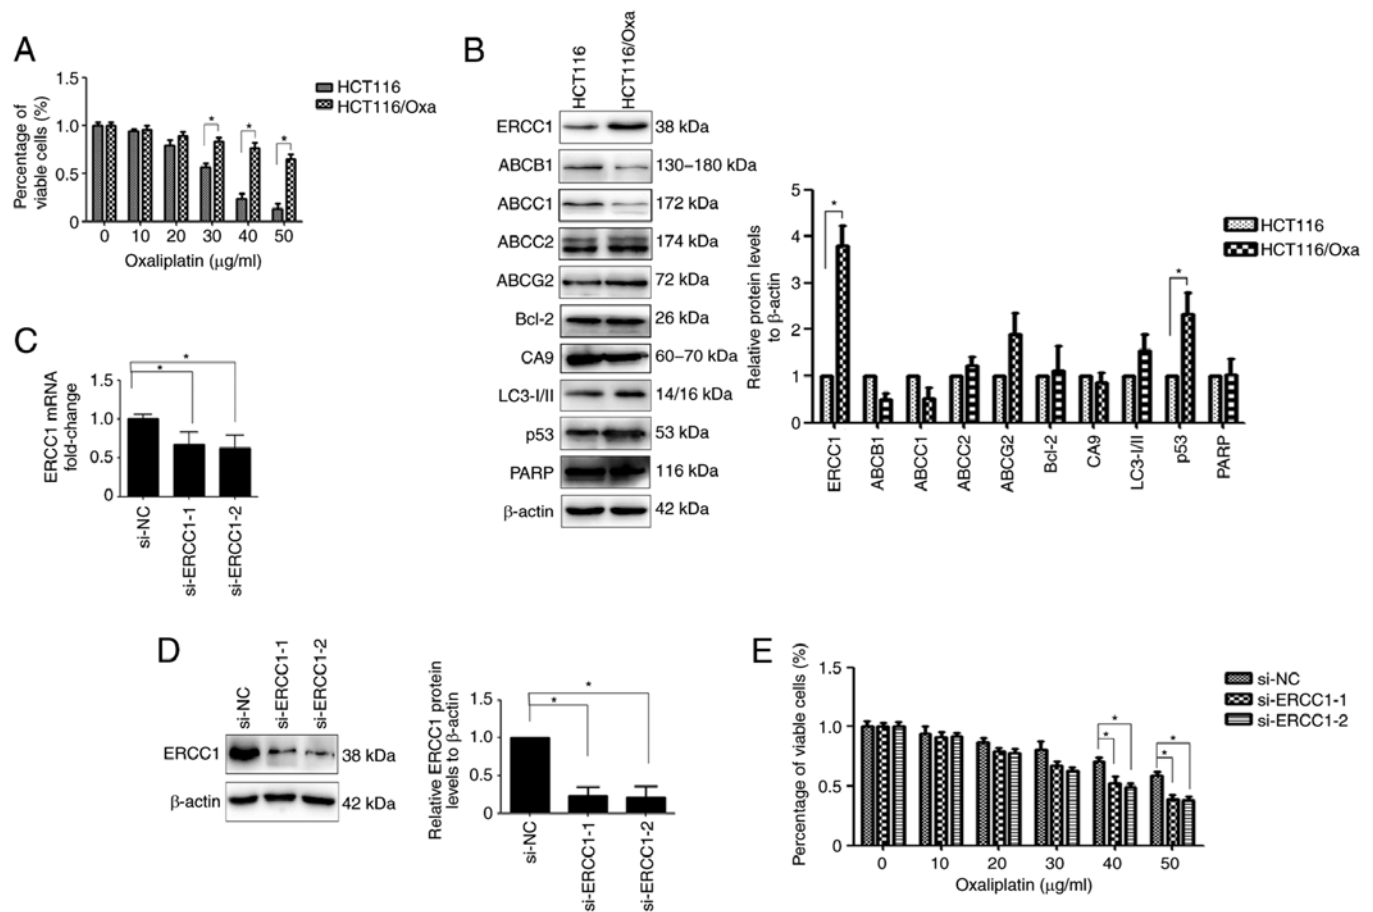 A
Percentage of
viable cells (%)
1.5
1.0
0.5
0
* * *
0 10 20 30 40 50
Oxaliplatin (µg/ml)
HCT116
HCT116/Oxa
B
HCT116
HCT116/Oxa
ERCC1 38 kDa
ABCB1 130–180 kDa
ABCC1 172 kDa
ABCC2 174 kDa
ABCG2 72 kDa
Bcl-2 26 kDa
CA9 60–70 kDa
LC3-I/II 14/16 kDa
p53 53 kDa
PARP 116 kDa
β-actin 42 kDa
Relative protein levels
to β-actin
5
4
3
2
1
0
* *
ERCC1
ABCB1
ABCC1
ABCC2
ABCG2
Bcl-2
CA9
LC3-I/II
p53
PARP
HCT116
HCT116/Oxa
C
ERCC1 mRNA
fold-change
1.5
1.0
0.5
0
*
*
si-NC
si-ERCC1-1
si-ERCC1-2
D
si-NC
si-ERCC1-1
si-ERCC1-2
ERCC1 38 kDa
β-actin 42 kDa
Relative ERCC1 protein
levels to β-actin
1.5
1.0
0.5
0
*
*
si-NC
si-ERCC1-1
si-ERCC1-2
E
Percentage of viable cells (%)
1.5
1.0
0.5
0
* *
* *
0 10 20 30 40 50
Oxaliplatin (µg/ml)
si-NC
si-ERCC1-1
si-ERCC1-2